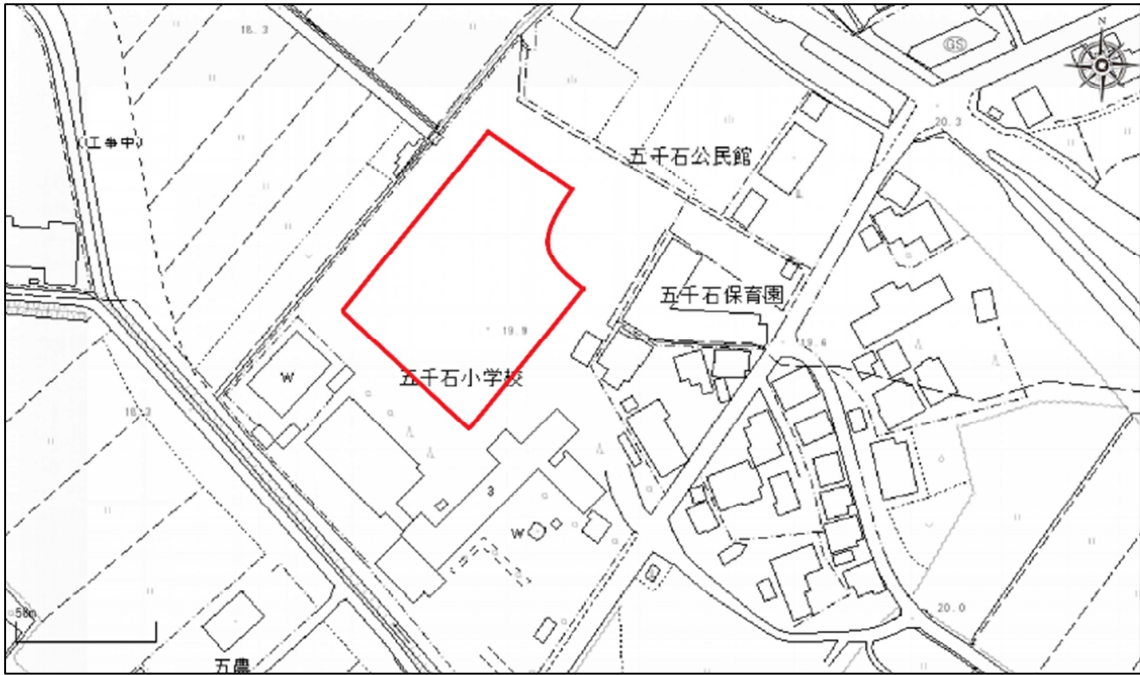 18.3
GS
N
20.3
(工事中)
五千石公民館
五千石保育園
19.9
19.6
五千石小学校
W
18.3
3
W
50m
20.0
五農